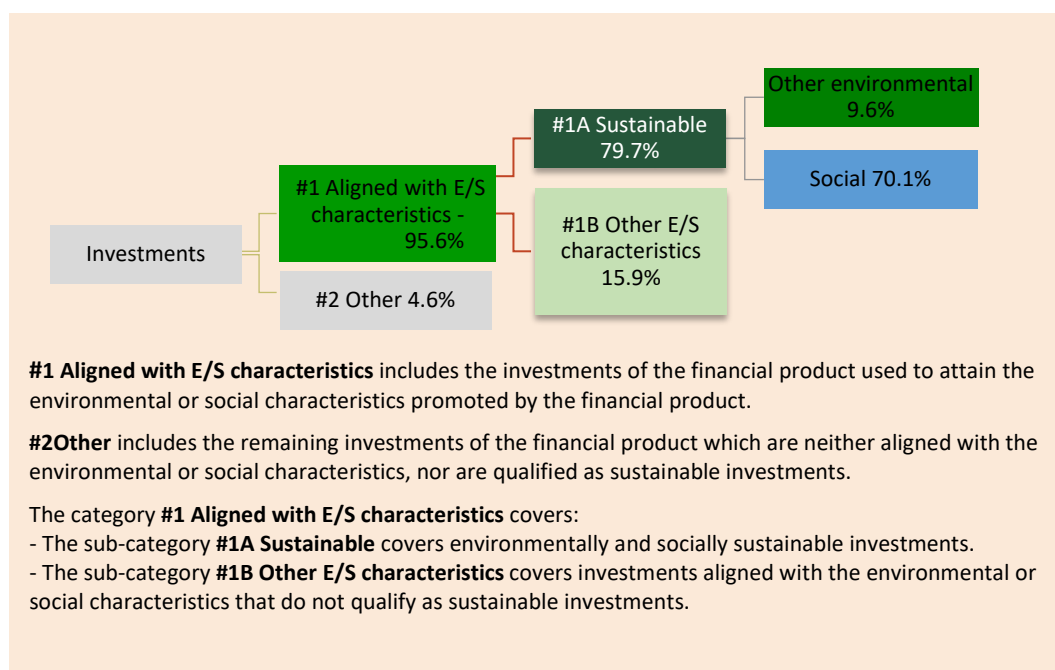 Other environmental
9.6%
#1A Sustainable
79.7%
Social 70.1%
#1 Aligned with E/S
characteristics -
95.6%
#1B Other E/S
characteristics
15.9%
Investments
#2 Other 4.6%
#1 Aligned with E/S characteristics includes the investments of the financial product used to attain the
environmental or social characteristics promoted by the financial product.
#2Other includes the remaining investments of the financial product which are neither aligned with the
environmental or social characteristics, nor are qualified as sustainable investments.
The category #1 Aligned with E/S characteristics covers:
- The sub-category #1A Sustainable covers environmentally and socially sustainable investments.
- The sub-category #1B Other E/S characteristics covers investments aligned with the environmental or
social characteristics that do not qualify as sustainable investments.